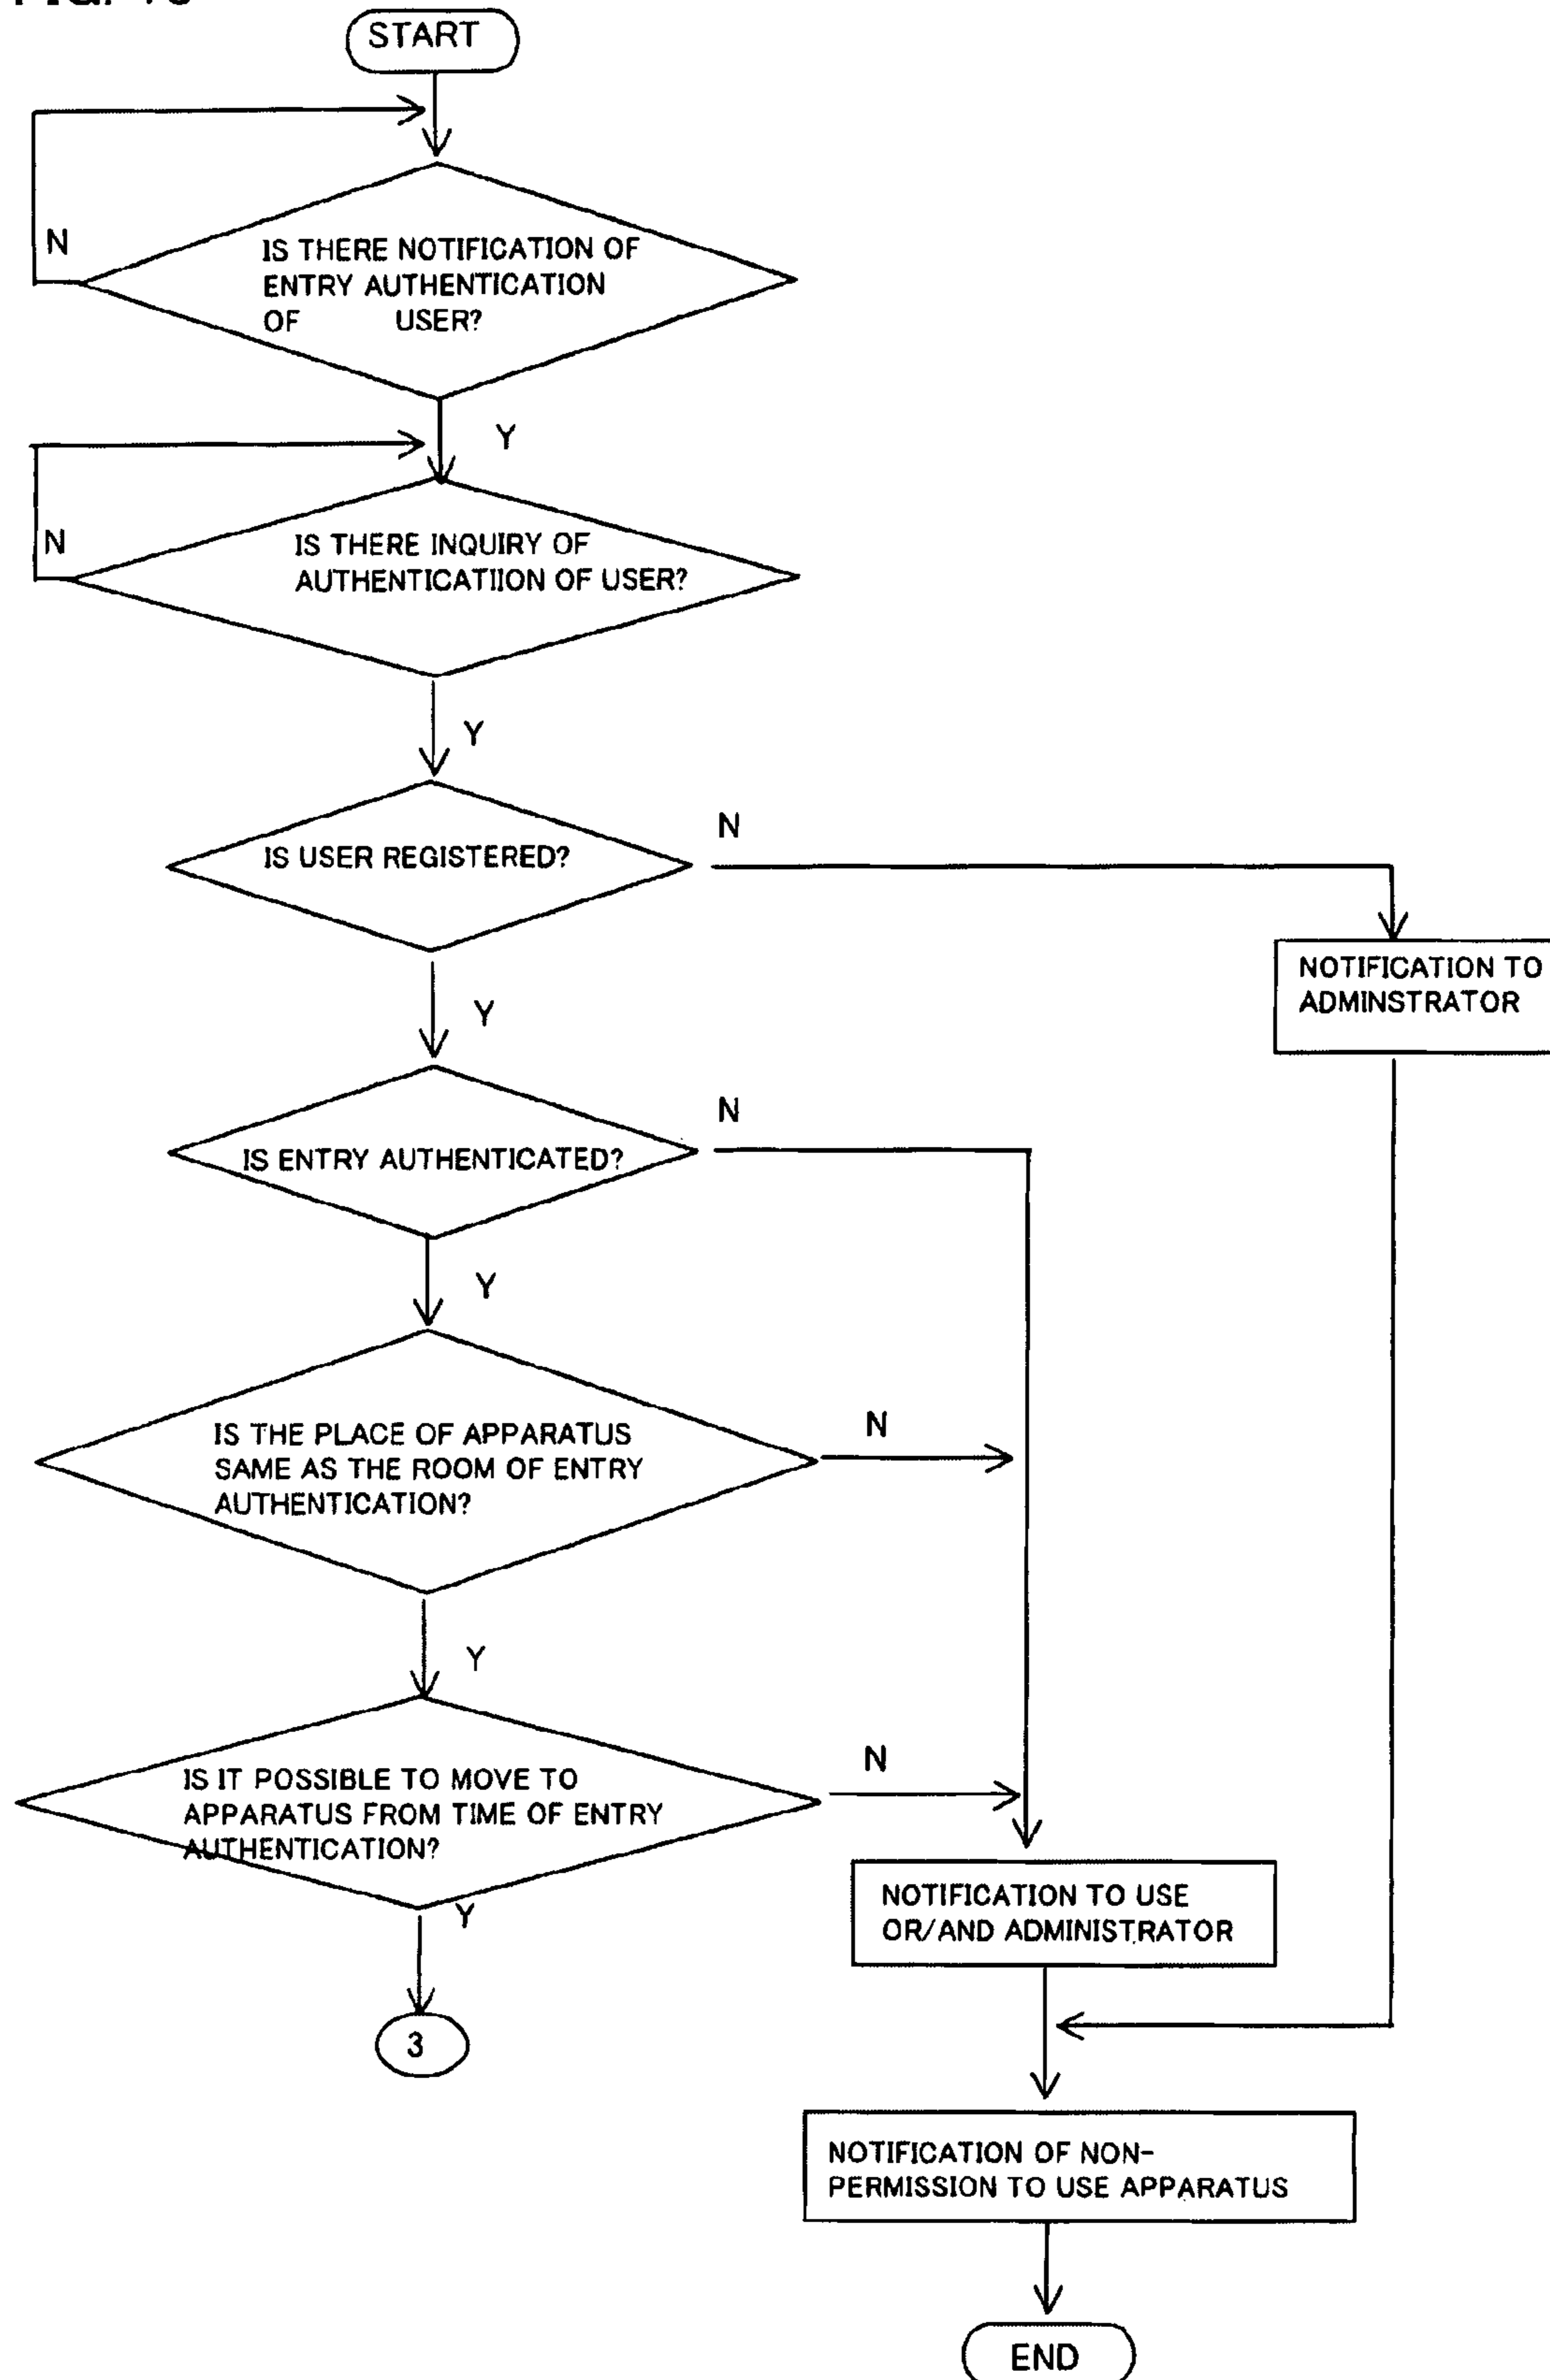 START
N
IS THERE NOTIFICATION OF
ENTRY AUTHENTICATION
OF USER?
Y
N
IS THERE INQUIRY OF
AUTHENTICATIION OF USER?
Y
IS USER REGISTERED?
N
NOTIFICATION TO
ADMINSTRATOR
Y
IS ENTRY AUTHENTICATED?
N
Y
IS THE PLACE OF APPARATUS
SAME AS THE ROOM OF ENTRY
AUTHENTICATION?
N
Y
IS IT POSSIBLE TO MOVE TO
APPARATUS FROM TIME OF ENTRY
AUTHENTICATION?
N
Y
NOTIFICATION TO USE
OR/AND ADMINISTRATOR
3
NOTIFICATION OF NON-
PERMISSION TO USE APPARATUS
END